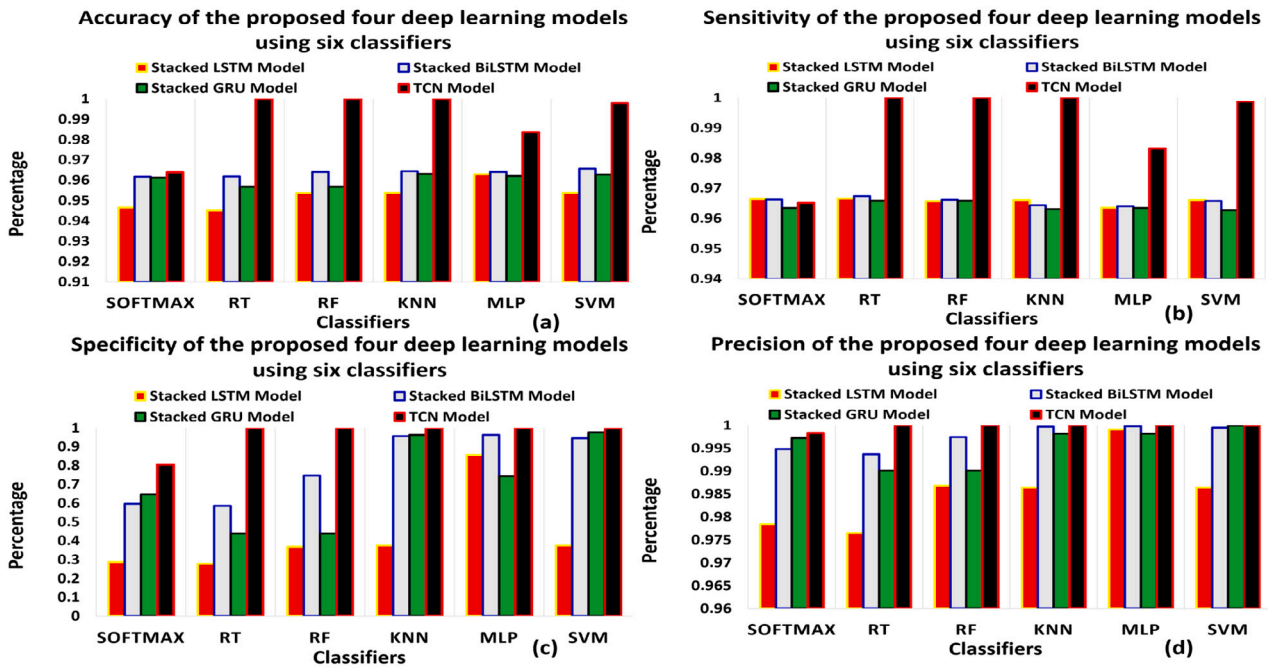 Accuracy of the proposed four deep learning models
using six classifiers
Stacked LSTM Model
Stacked BiLSTM Model
Stacked GRU Model
TCN Model
Percentage
1
0.99
0.98
0.97
0.96
0.95
0.94
0.93
0.92
0.91
SOFTMAX
RT
RF
KNN
MLP
SVM
Classifiers
(a)
Sensitivity of the proposed four deep learning models
using six classifiers
Stacked LSTM Model
Stacked BiLSTM Model
Stacked GRU Model
TCN Model
Percentage
1
0.99
0.98
0.97
0.96
0.95
0.94
SOFTMAX
RT
RF
KNN
MLP
SVM
Classifiers
(b)
Specificity of the proposed four deep learning models
using six classifiers
Stacked LSTM Model
Stacked BiLSTM Model
Stacked GRU Model
TCN Model
Percentage
1
0.9
0.8
0.7
0.6
0.5
0.4
0.3
0.2
0.1
0
SOFTMAX
RT
RF
KNN
MLP
SVM
Classifiers
(c)
Precision of the proposed four deep learning models
using six classifiers
Stacked LSTM Model
Stacked BiLSTM Model
Stacked GRU Model
TCN Model
Percentage
1
0.995
0.99
0.985
0.98
0.975
0.97
0.965
0.96
SOFTMAX
RT
RF
KNN
MLP
SVM
Classifiers
(d)